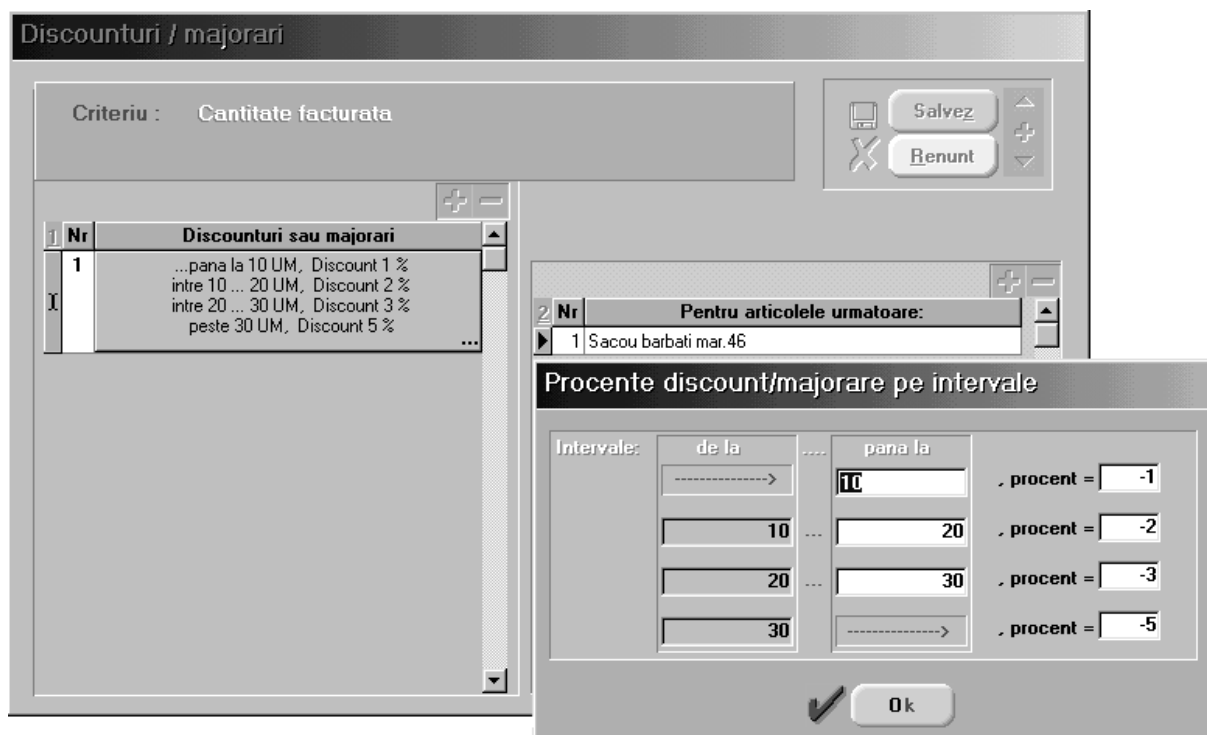 Discounturi / majorari
Criteriu : Cantitate facturata
Salvez
Renunt
1 Nr Discounturi sau majorari
1 ...pana la 10 UM, Discount 1 %
intre 10 ... 20 UM, Discount 2 %
intre 20 ... 30 UM, Discount 3 %
peste 30 UM, Discount 5 %
...
2 Nr Pentru articolele urmatoare:
1 Sacou barbati mar.46
Procente discount/majorare pe intervale
Intervale: de la .... pana la
---------------> 10 , procent = -1
10 ... 20 , procent = -2
20 ... 30 , procent = -3
30 ---------------> , procent = -5
Ok